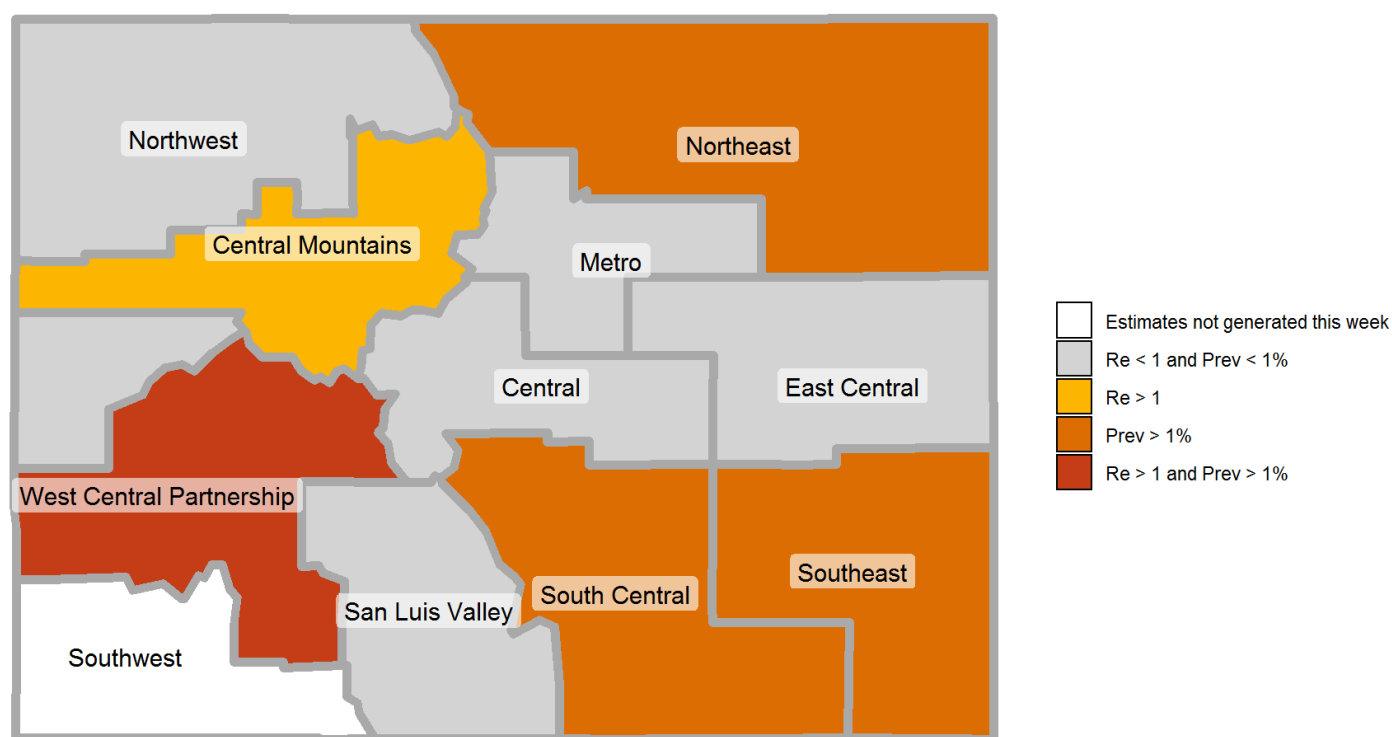 Northwest
Northeast
Central Mountains
Metro
Central
East Central
West Central Partnership
Southeast
South Central
San Luis Valley
Southwest
Estimates not generated this week
Re < 1 and Prev < 1%
Re > 1
Prev > 1%
Re > 1 and Prev > 1%